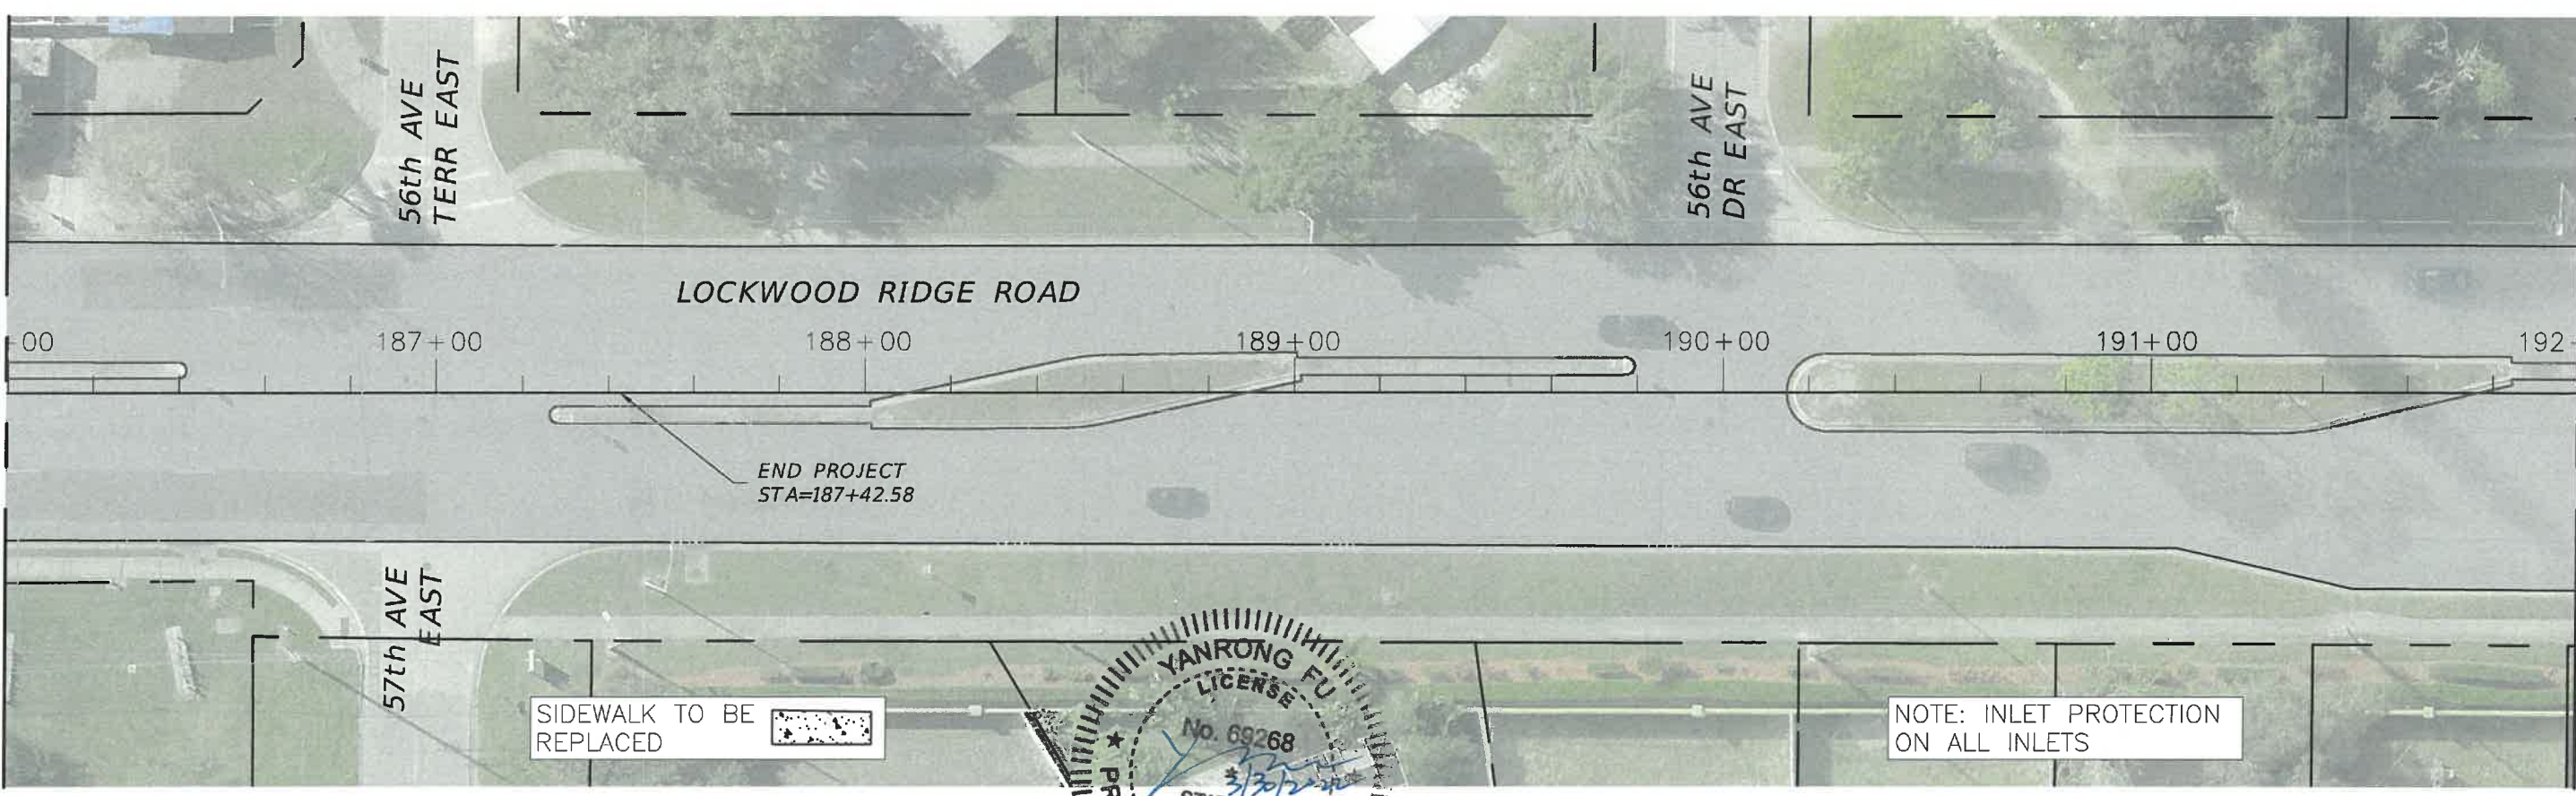 56th AVE
TERR EAST
56th AVE
DR EAST
LOCKWOOD RIDGE ROAD
00
187+00
188+00
189+00
190+00
191+00
192
END PROJECT
STA=187+42.58
57th AVE
EAST
SIDEWALK TO BE
REPLACED
YANRONG FU
LICENSE
No. 69268
NOTE: INLET PROTECTION
ON ALL INLETS